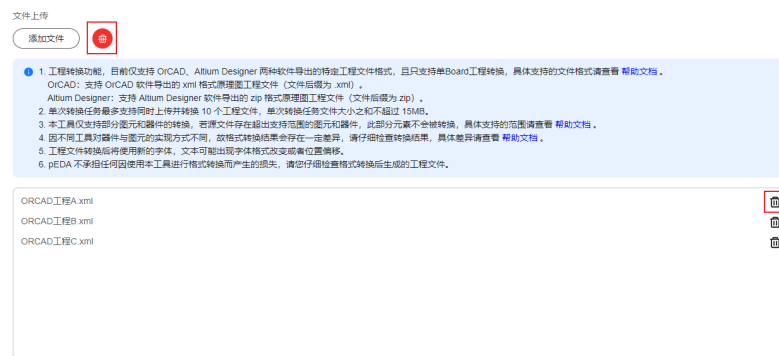 文件上传
添加文件
1. 工程转换功能，目前仅支持 OrCAD、Altium Designer 两种软件导出的特定工程文件格式，且只支持单Board工程转换，具体支持的文件格式请查看 帮助文档 。
OrCAD：支持 OrCAD 软件导出的 xml 格式原理图工程文件（文件后缀为 .xml）。
Altium Designer：支持 Altium Designer 软件导出的 zip 格式原理图工程文件（文件后缀为 zip）。
2. 单次转换任务最多支持同时上传并转换 10 个工程文件，单次转换任务文件大小之和不超过 15MB。
3. 本工具仅支持部分图元和器件的转换，若源文件存在超出支持范围的图元和器件，此部分元素不会被转换，具体支持的范围请查看 帮助文档 。
4. 因不同工具对器件与图元的实现方式不同，故格式转换结果会存在一定差异，请仔细检查转换结果，具体差异请查看 帮助文档 。
5. 工程文件转换后将使用新的字体，文本可能出现字体格式改变或者位置偏移。
6. pEDA 不承担任何因使用本工具进行格式转换而产生的损失，请您仔细检查格式转换后生成的工程文件。
ORCAD工程A.xml
ORCAD工程B.xml
ORCAD工程C.xml